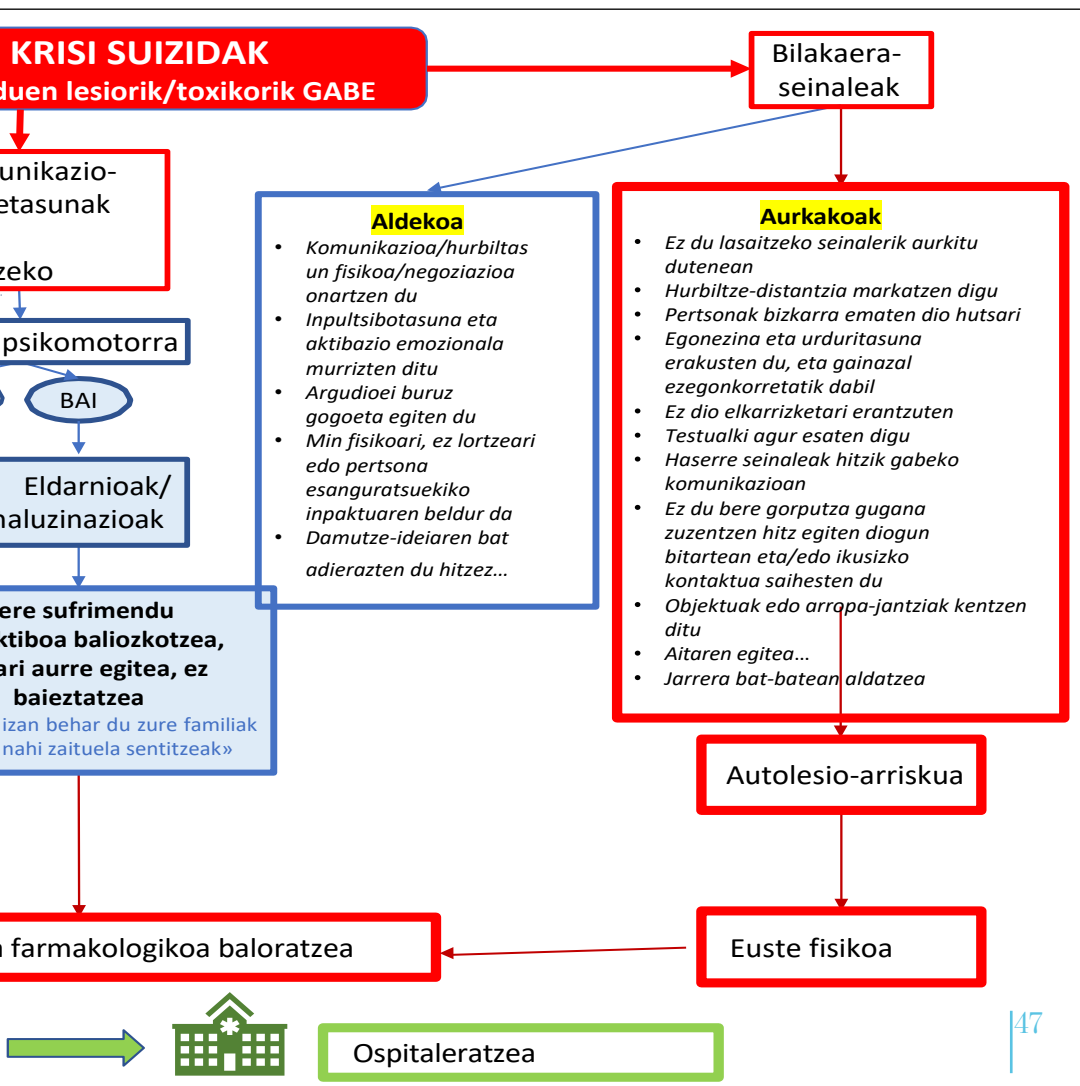 KRISI SUIZIDAK
duen lesiorik/toxikorik GABE
Bilakaera-
seinaleak
unikazio-
etasunak
zeko
psikomotorra
BAI
Eldarnioak/
haluzinazioak
ere sufrimendu
ktiboa baliozkotzea,
ari aurre egitea, ez
baieztatzea
izan behar du zure familiak
nahi zaituela sentitzeak»
Aldekoa
• Komunikazioa/hurbiltas
un fisikoa/negoziazioa
onartzen du
• Inpultsibotasuna eta
aktibazio emozionala
murrizten ditu
• Argudioei buruz
gogoeta egiten du
• Min fisikoari, ez lortzeari
edo pertsona
esanguratsuekiko
inpaktuaren beldur da
• Damutze-ideiaren bat
adierazten du hitzez...
Aurkakoak
• Ez du lasaitzeko seinalerik aurkitu
dutenean
• Hurbiltze-distantzia markatzen digu
• Pertsonak bizkarra ematen dio hutsari
• Egonezina eta urduritasuna
erakusten du, eta gainazal
ezegonkorretatik dabil
• Ez dio elkarrizketari erantzuten
• Testualki agur esaten digu
• Haserre seinaleak hitzik gabeko
komunikazioan
• Ez du bere gorputza gugana
zuzentzen hitz egiten diogun
bitartean eta/edo ikusizko
kontaktua saihesten du
• Objektuak edo arropa-jantziak kentzen
ditu
• Aitaren egitea...
• Jarrera bat-batean aldatzea
Autolesio-arriskua
farmakologikoa baloratzea
Euste fisikoa
Ospitaleratzea
47